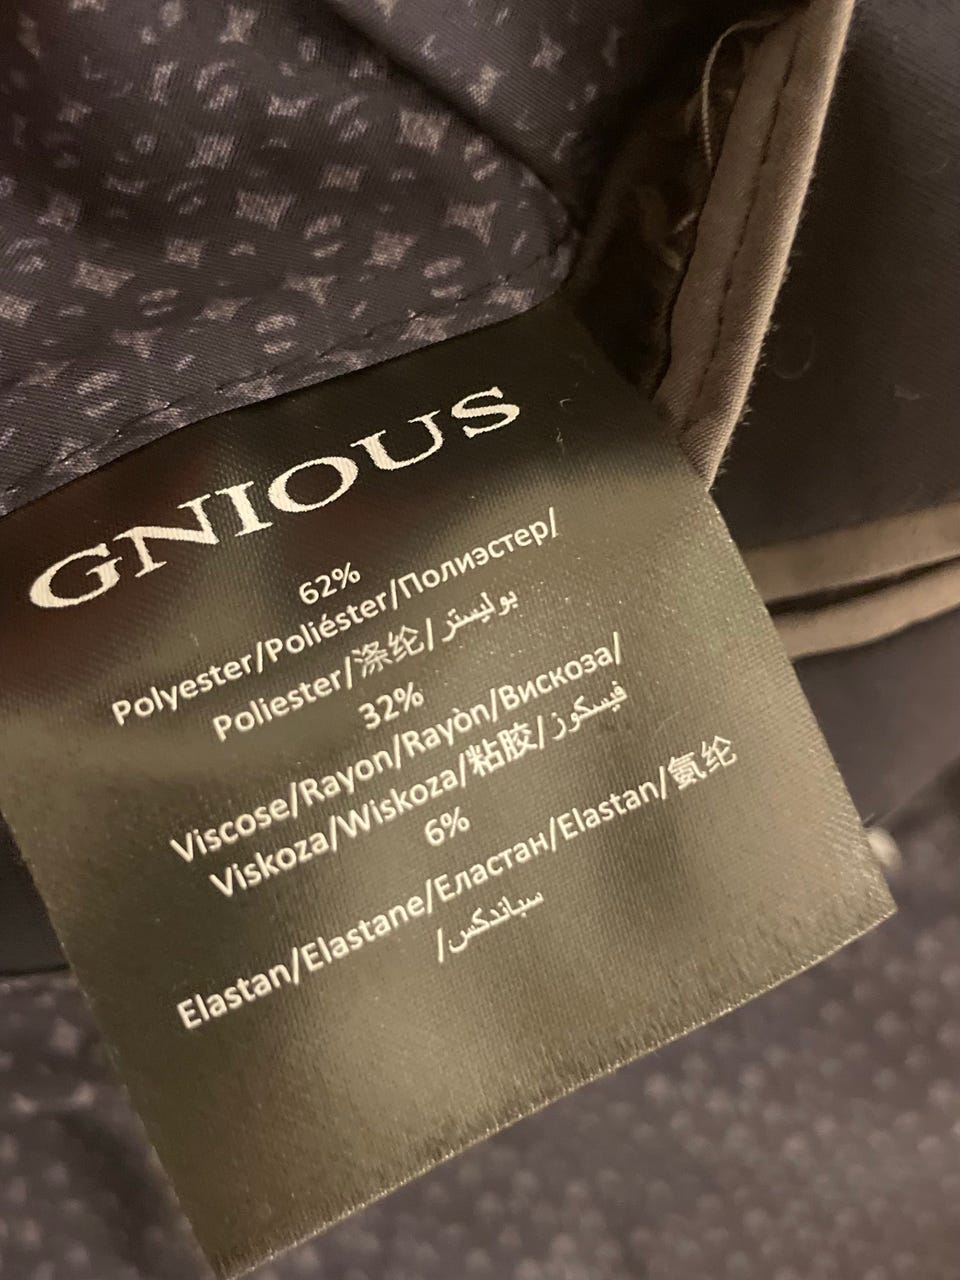 GNIOUS
62%
Polyester/Poliéster/Полиэстер/
Poliester/涤纶/بوليستر
32%
Viscose/Rayon/Rayòn/Вискоза/
Viskoza/Wiskoza/粘胶/فيسكوز
6%
Elastan/Elastane/Еластан/Elastan/氨纶
/سباندكس